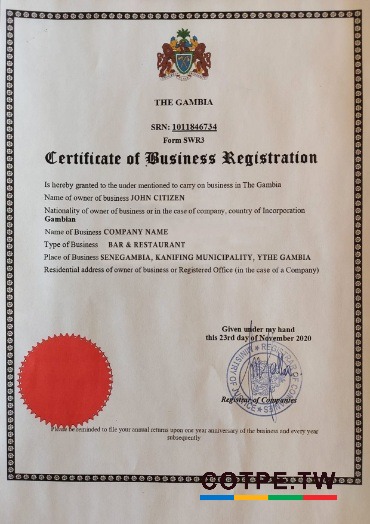 THE GAMBIA
SRN: 1011846734
Form SWR3
Certificate of Business Registration
Is hereby granted to the under mentioned to carry on business in The Gambia
Name of owner of business JOHN CITIZEN
Nationality of owner of business or in the case of company, country of Incorporation
Gambian
Name of Business COMPANY NAME
Type of Business BAR & RESTAURANT
Place of Business SENEGAMBIA, KANIFING MUNICIPALITY, YTHE GAMBIA
Residential address of owner of business or Registered Office (in the case of a Company)
Given under my hand
this 23rd day of November 2020
Registrar of Companies
Please be reminded to file your annual returns upon one year anniversary of the business and every year
subsequently
COTPE.TW